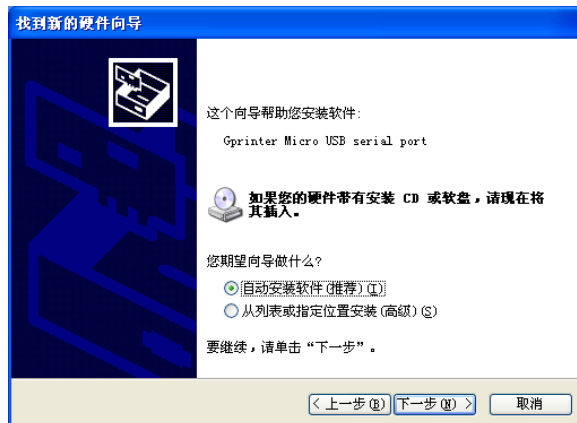 找到新的硬件向导
这个向导帮助您安装软件:
Gprinter Micro USB serial port
如果您的硬件带有安装 CD 或软盘，请现在将
其插入。
您期望向导做什么?
自动安装软件(推荐)(I)
从列表或指定位置安装(高级)(S)
要继续，请单击“下一步”。
< 上一步(B) 下一步(N) > 取消